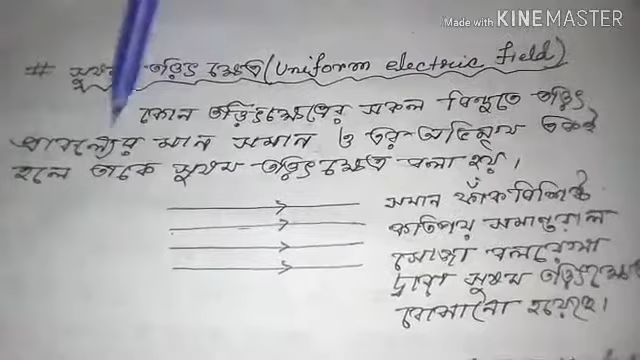 Made with KINEMASTER
# সুষম তড়িৎ ক্ষেত্র (Uniform electric field)
কোন তড়িৎক্ষেত্রের সকল বিন্দুতে তড়িৎ
প্রাবল্যের মান সমান ও এর অভিমুখ একই
হলে তাকে সুষম তড়িৎ ক্ষেত্র বলা হয়।
সমান ফাঁক বিশিষ্ট
কতিপয় সমান্তরাল
সোজা বলরেখা
দ্বারা সুষম তড়িৎক্ষেত্র
বোঝানো হয়েছে।